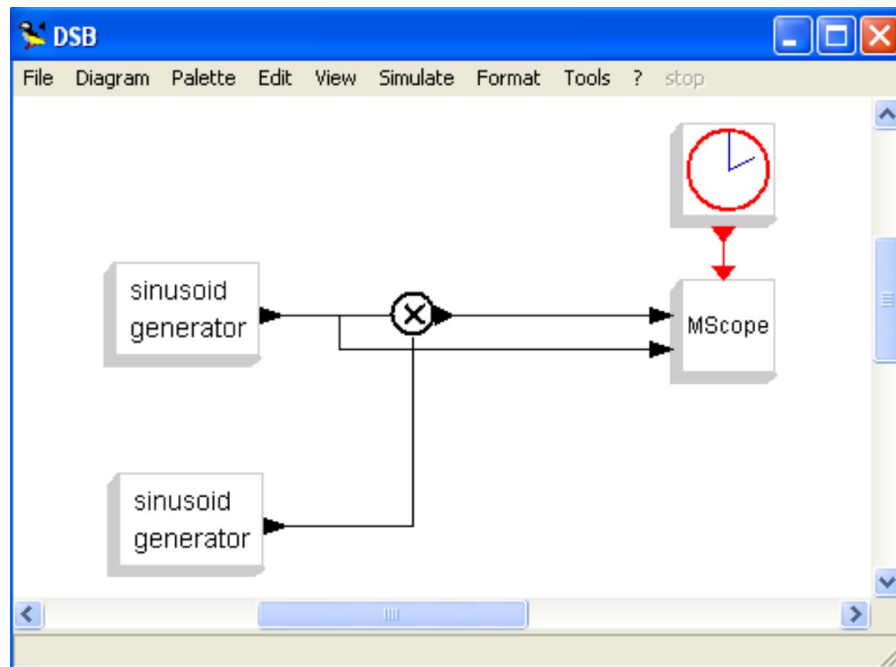 DSB
File Diagram Palette Edit View Simulate Format Tools ? stop
sinusoid
generator
MScope
sinusoid
generator